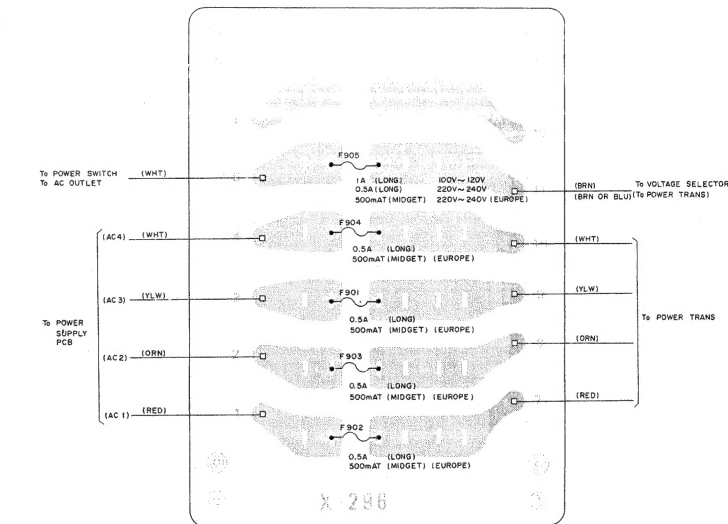 F905
1A (LONG) 100V~120V
0.5A (LONG) 220V~240V
500mAT (MIDGET) 220V~240V (EUROPE)
To POWER SWITCH
To AC OUTLET
(WHT)
(BRN)
(BRN OR BLU)
To VOLTAGE SELECTOR
(To POWER TRANS)
F904
0.5A (LONG)
500mAT (MIDGET) (EUROPE)
(AC4) (WHT)
(WHT)
F901
0.5A (LONG)
500mAT (MIDGET) (EUROPE)
(AC3) (YLW)
(YLW)
To POWER
SUPPLY
PCB
To POWER TRANS
F903
0.5A (LONG)
500mAT (MIDGET) (EUROPE)
2
(AC2) (ORN)
(ORN)
F902
0.5A (LONG)
500mAT (MIDGET) (EUROPE)
1
(AC1) (RED)
(RED)
7
X-296